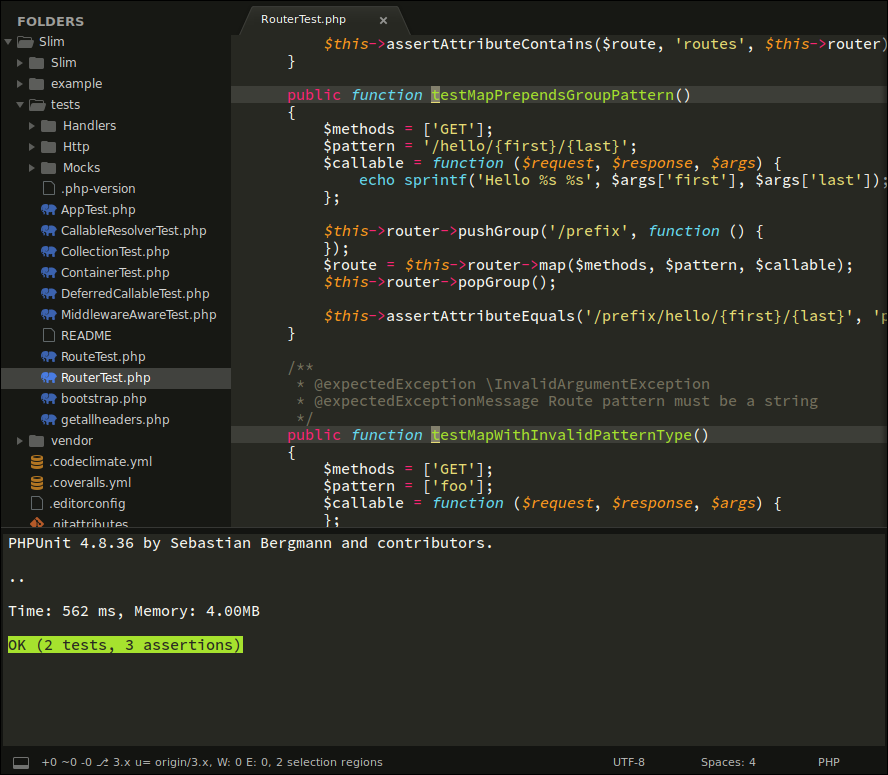 FOLDERS
Slim
Slim
example
tests
Handlers
Http
Mocks
.php-version
AppTest.php
CallableResolverTest.php
CollectionTest.php
ContainerTest.php
DeferredCallableTest.php
MiddlewareAwareTest.php
README
RouteTest.php
RouterTest.php
bootstrap.php
getallheaders.php
vendor
.codeclimate.yml
.coveralls.yml
.editorconfig
.gitattributes
RouterTest.php ×
$this->assertAttributeContains($route, 'routes', $this->router)
}
public function testMapPrependsGroupPattern()
{
$methods = ['GET'];
$pattern = '/hello/{first}/{last}';
$callable = function ($request, $response, $args) {
echo sprintf('Hello %s %s', $args['first'], $args['last']);
};
$this->router->pushGroup('/prefix', function () {
});
$route = $this->router->map($methods, $pattern, $callable);
$this->router->popGroup();
$this->assertAttributeEquals('/prefix/hello/{first}/{last}', 'p
}
/**
* @expectedException \InvalidArgumentException
* @expectedExceptionMessage Route pattern must be a string
*/
public function testMapWithInvalidPatternType()
{
$methods = ['GET'];
$pattern = ['foo'];
$callable = function ($request, $response, $args) {
};
PHPUnit 4.8.36 by Sebastian Bergmann and contributors.
..
Time: 562 ms, Memory: 4.00MB
OK (2 tests, 3 assertions)
+0 ~0 -0 ⎇ 3.x u= origin/3.x, W: 0 E: 0, 2 selection regions
UTF-8
Spaces: 4
PHP